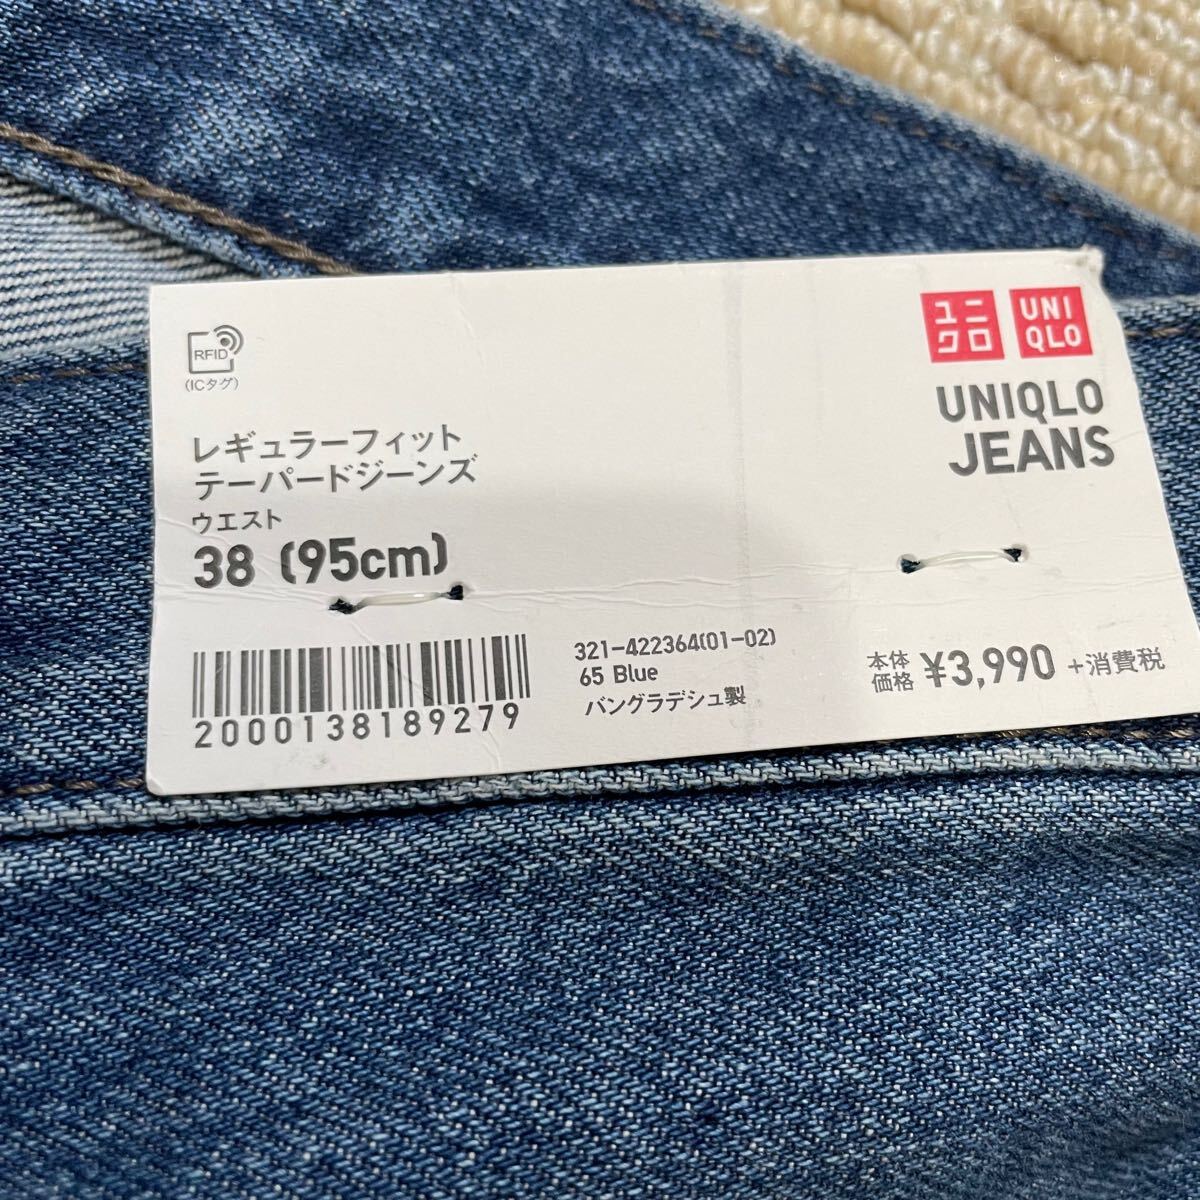 RFID
(ICタグ)
レギュラーフィット
テーパードジーンズ
ウエスト
38 (95cm)
2000138189279
321-422364(01-02)
65 Blue
バングラデシュ製
ユニ
クロ
UNI
QLO
UNIQLO
JEANS
本体
価格 ¥3,990 +消費税